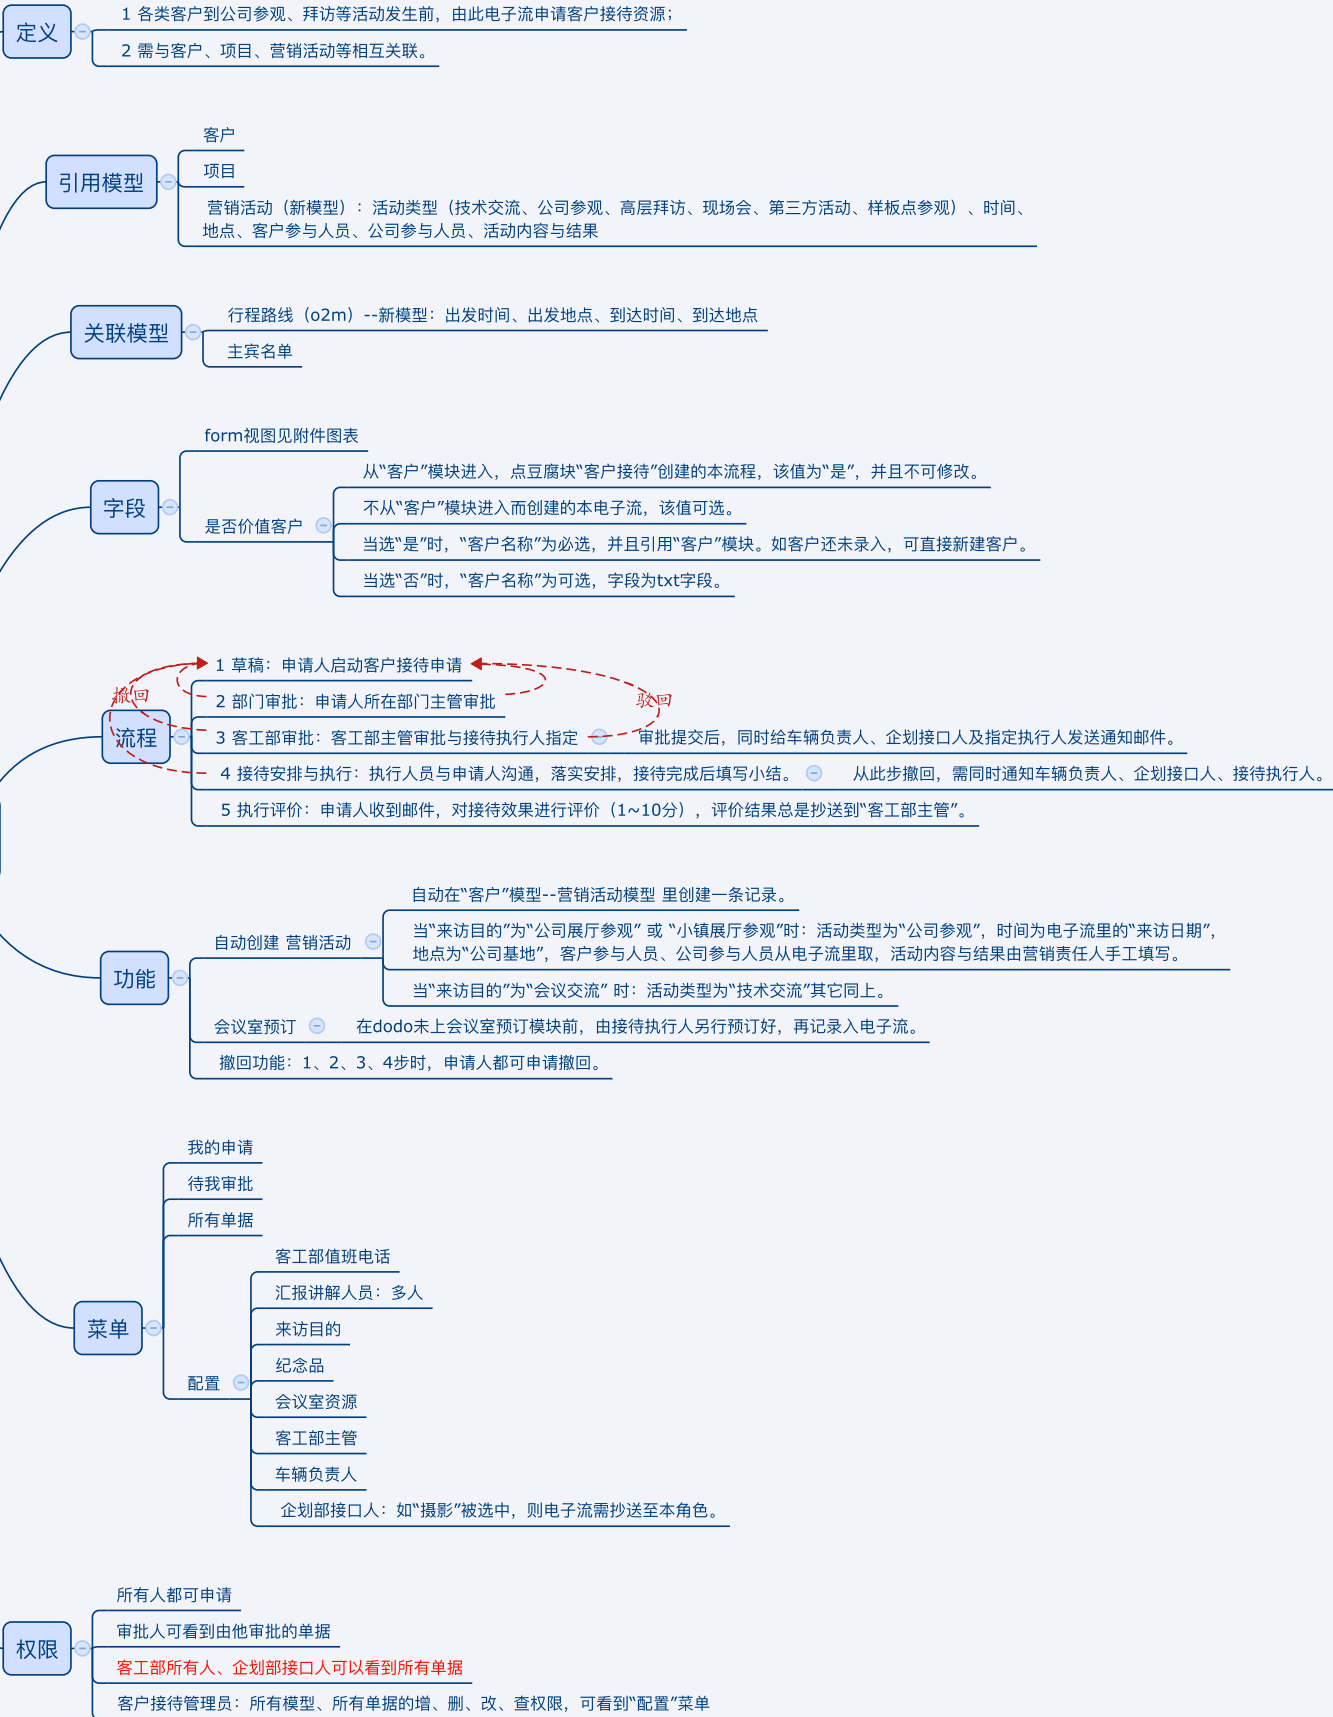 定义
1 各类客户到公司参观、拜访等活动发生前，由此电子流申请客户接待资源；
2 需与客户、项目、营销活动等相互关联。
引用模型
客户
项目
营销活动（新模型）：活动类型（技术交流、公司参观、高层拜访、现场会、第三方活动、样板点参观）、时间、
地点、客户参与人员、公司参与人员、活动内容与结果
关联模型
行程路线（o2m）--新模型：出发时间、出发地点、到达时间、到达地点
主宾名单
字段
form视图见附件图表
是否价值客户
从“客户”模块进入，点豆腐块“客户接待”创建的本流程，该值为“是”，并且不可修改。
不从“客户”模块进入而创建的本电子流，该值可选。
当选“是”时，“客户名称”为必选，并且引用“客户”模块。如客户还未录入，可直接新建客户。
当选“否”时，“客户名称”为可选，字段为txt字段。
流程
撤回
驳回
1 草稿：申请人启动客户接待申请
2 部门审批：申请人所在部门主管审批
3 客工部审批：客工部主管审批与接待执行人指定
审批提交后，同时给车辆负责人、企划接口人及指定执行人发送通知邮件。
4 接待安排与执行：执行人员与申请人沟通，落实安排，接待完成后填写小结。
从此步撤回，需同时通知车辆负责人、企划接口人、接待执行人。
5 执行评价：申请人收到邮件，对接待效果进行评价（1~10分），评价结果总是抄送到“客工部主管”。
功能
自动创建 营销活动
自动在“客户”模型--营销活动模型 里创建一条记录。
当“来访目的”为“公司展厅参观” 或 “小镇展厅参观”时：活动类型为“公司参观”，时间为电子流里的“来访日期”，
地点为“公司基地”，客户参与人员、公司参与人员从电子流里取，活动内容与结果由营销责任人手工填写。
当“来访目的”为“会议交流” 时：活动类型为“技术交流”其它同上。
会议室预订
在dodo未上会议室预订模块前，由接待执行人另行预订好，再记录入电子流。
撤回功能：1、2、3、4步时，申请人都可申请撤回。
菜单
我的申请
待我审批
所有单据
配置
客工部值班电话
汇报讲解人员：多人
来访目的
纪念品
会议室资源
客工部主管
车辆负责人
企划部接口人：如“摄影”被选中，则电子流需抄送至本角色。
权限
所有人都可申请
审批人可看到由他审批的单据
客工部所有人、企划部接口人可以看到所有单据
客户接待管理员：所有模型、所有单据的增、删、改、查权限，可看到“配置”菜单